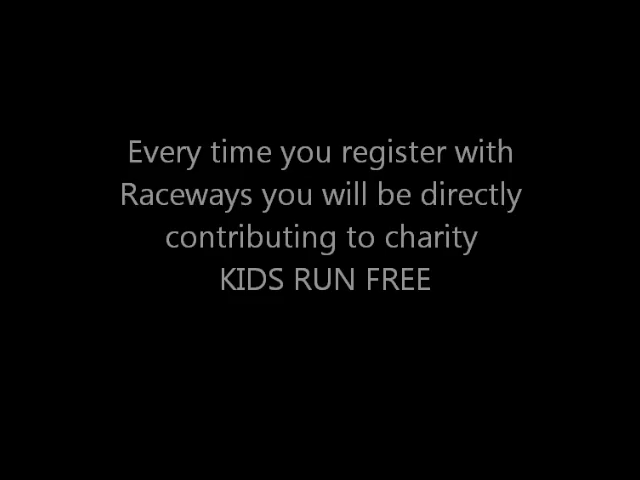 Every time you register with
Raceways you will be directly
contributing to charity
KIDS RUN FREE